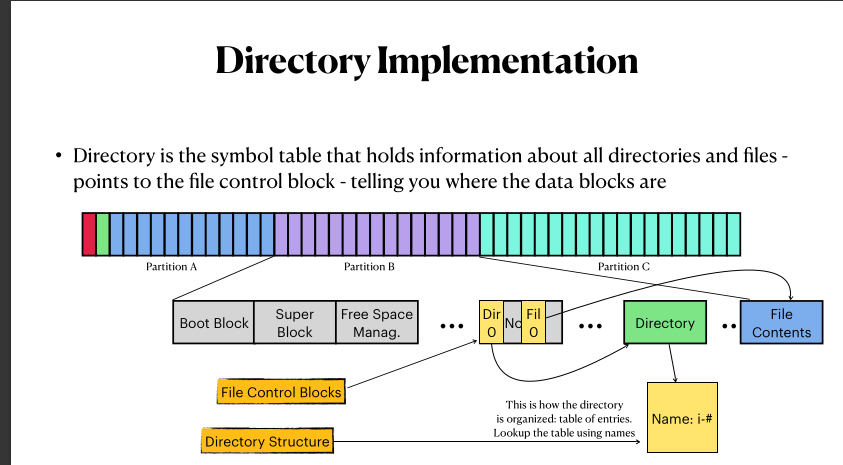 Directory Implementation
• Directory is the symbol table that holds information about all directories and files -
points to the file control block - telling you where the data blocks are
Partition A
Partition B
Partition C
Boot Block
Super
Block
Free Space
Manag.
•••
Dir
0
No
Fil
0
•••
Directory
••
File
Contents
File Control Blocks
This is how the directory
is organized: table of entries.
Lookup the table using names
Name: i-#
Directory Structure